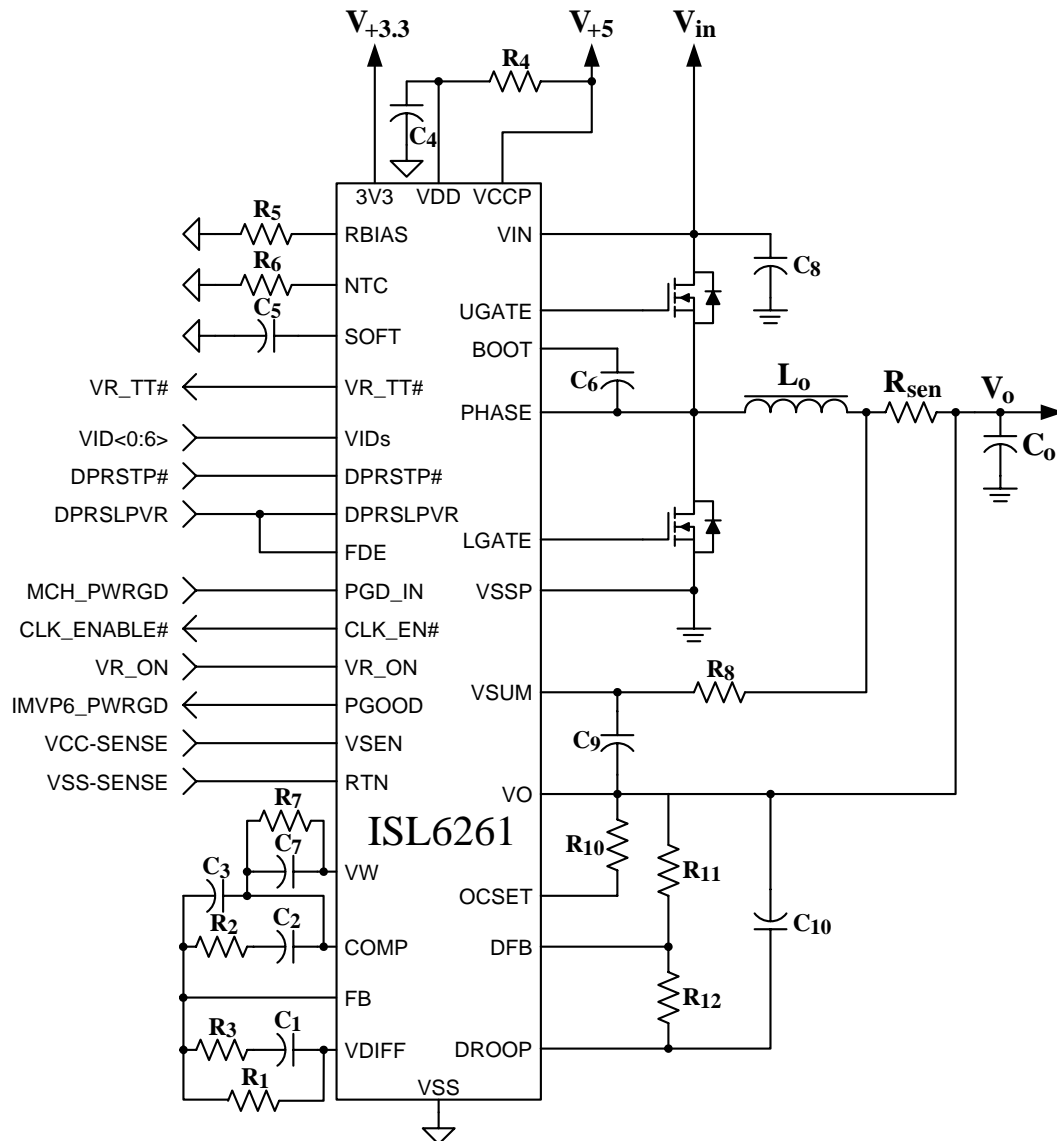 V+3.3
V+5
Vin
R4
C4
3V3 VDD VCCP
R5
RBIAS
VIN
R6
NTC
C8
C5
SOFT
UGATE
BOOT
VR_TT#
VR_TT#
C6
Lo
Rsen
Vo
PHASE
VID<0:6>
VIDs
Co
DPRSTP#
DPRSTP#
DPRSLPVR
DPRSLPVR
LGATE
FDE
MCH_PWRGD
PGD_IN
VSSP
CLK_ENABLE#
CLK_EN#
VR_ON
VR_ON
R8
VSUM
IMVP6_PWRGD
PGOOD
VCC-SENSE
VSEN
C9
VSS-SENSE
RTN
VO
R7
ISL6261
R10
C7
VW
R11
C3
OCSET
C2
R2
COMP
DFB
C10
FB
R12
C1
R3
VDIFF
DROOP
R1
VSS